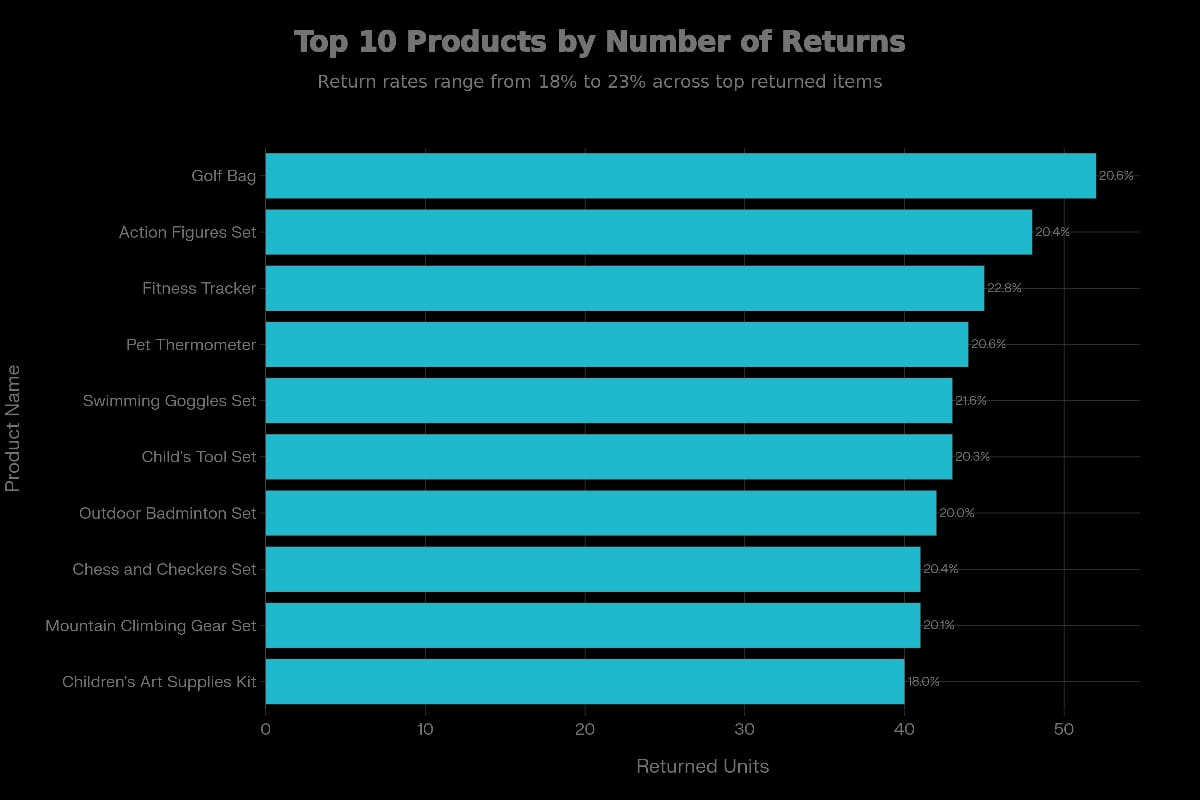 Top 10 Products by Number of Returns
Return rates range from 18% to 23% across top returned items
Product Name
Golf Bag 20.6%
Action Figures Set 20.4%
Fitness Tracker 22.8%
Pet Thermometer 20.6%
Swimming Goggles Set 21.6%
Child's Tool Set 20.3%
Outdoor Badminton Set 20.0%
Chess and Checkers Set 20.4%
Mountain Climbing Gear Set 20.1%
Children's Art Supplies Kit 18.0%
0 10 20 30 40 50
Returned Units